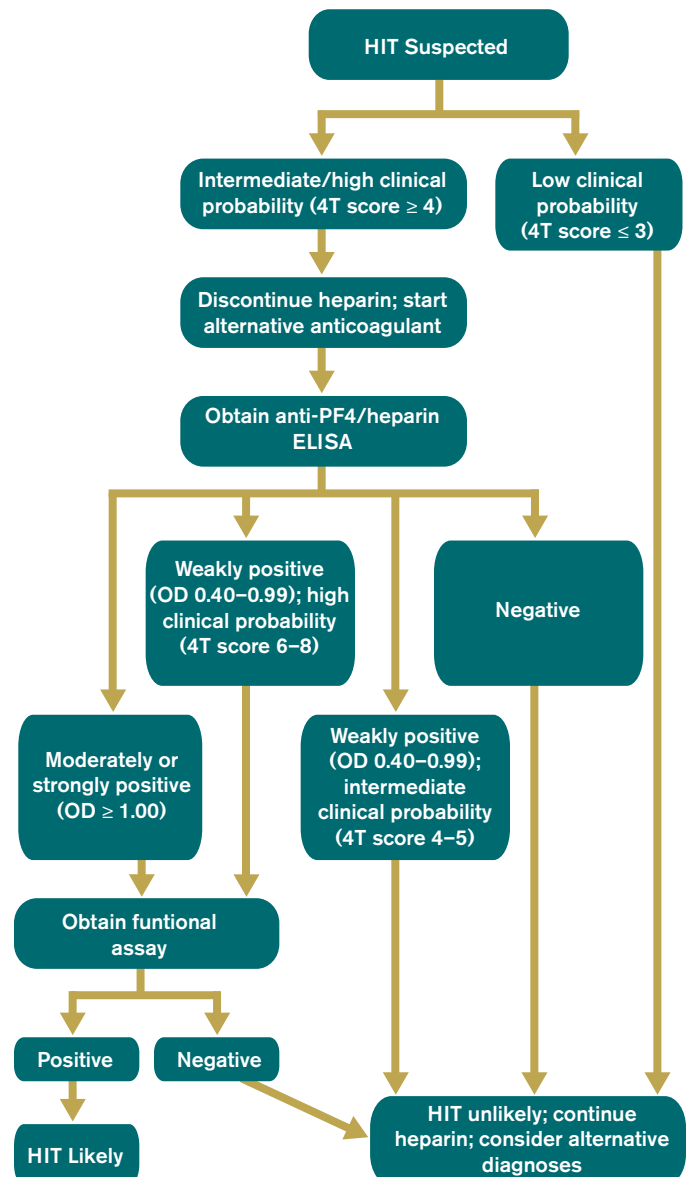 HIT Suspected
Intermediate/high clinical
probability (4T score ≥ 4)
Low clinical
probability
(4T score ≤ 3)
Discontinue heparin; start
alternative anticoagulant
Obtain anti-PF4/heparin
ELISA
Weakly positive
(OD 0.40–0.99); high
clinical probability
(4T score 6–8)
Negative
Moderately or
strongly positive
(OD ≥ 1.00)
Weakly positive
(OD 0.40–0.99);
intermediate
clinical probability
(4T score 4–5)
Obtain funtional
assay
Positive
Negative
HIT Likely
HIT unlikely; continue
heparin; consider alternative
diagnoses